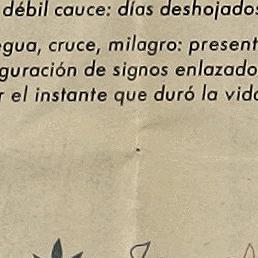 débil cauce: días deshojados
egua, cruce, milagro: present
guración de signos enlazado
r el instante que duró la vida